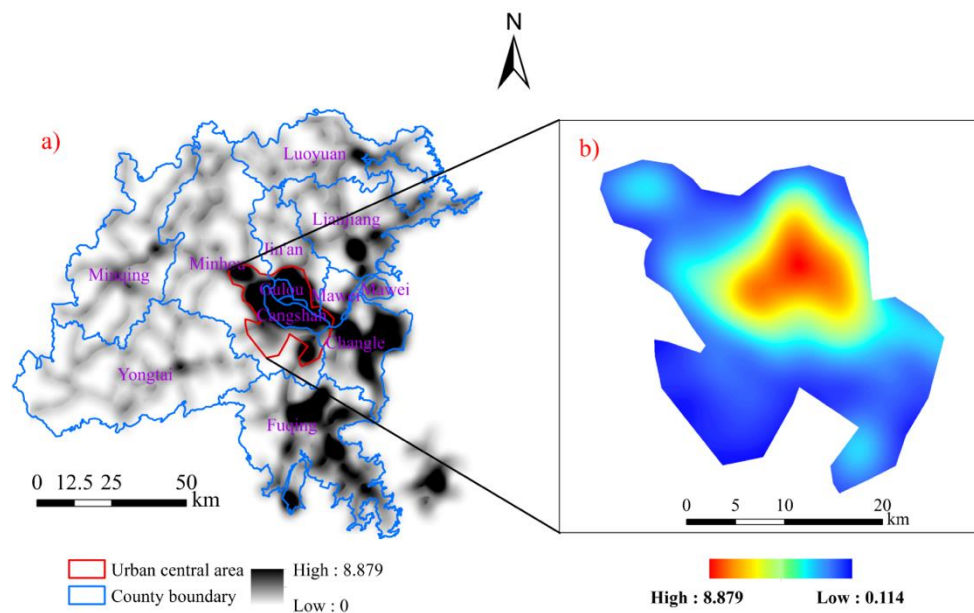 N
a)
b)
Luoyuan
Lianjiang
Jin'an
Minqing
Minhou
Gulou
Mawei
Mawei
Cangshan
Changle
Yongtai
Fuqing
0 12.5 25 50
km
0 5 10 20
km
Urban central area
County boundary
High : 8.879
Low : 0
High : 8.879 Low : 0.114